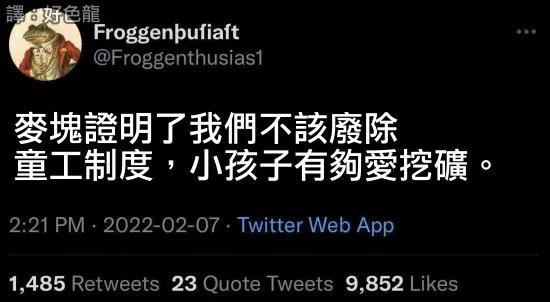 譯：好色龍
Froggenþuſiaſt
@Froggenthusias1
麥塊證明了我們不該廢除
童工制度，小孩子有夠愛挖礦。
2:21 PM · 2022-02-07 · Twitter Web App
1,485 Retweets 23 Quote Tweets 9,852 Likes